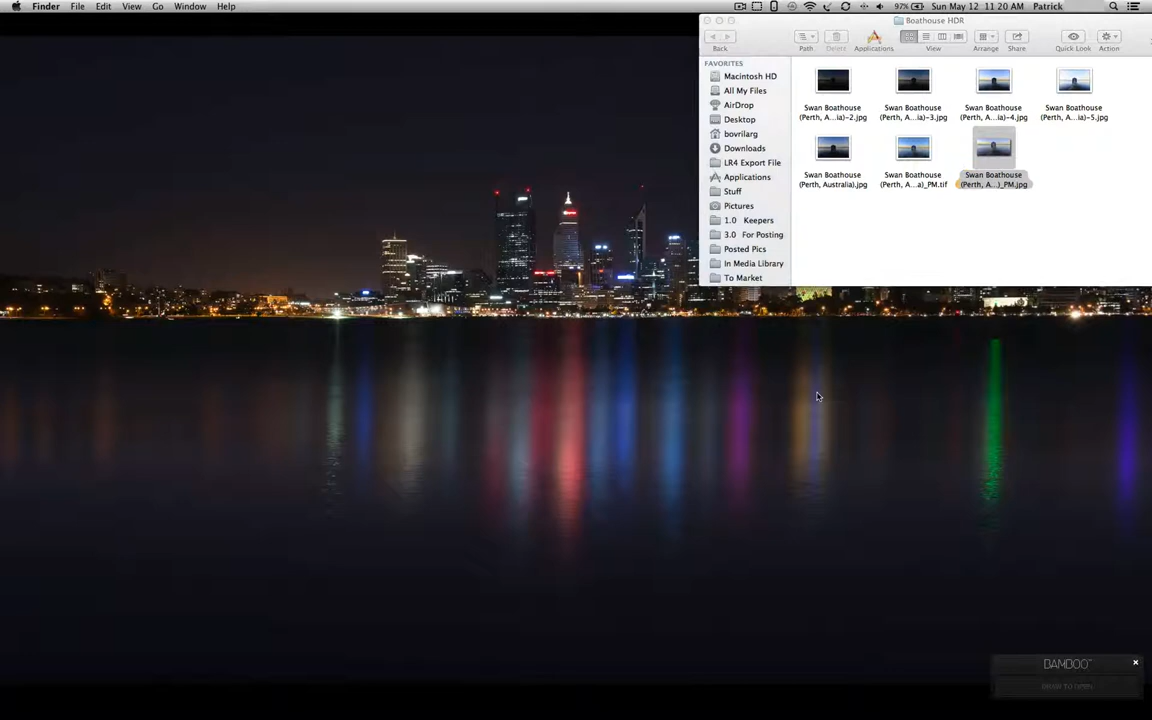 Finder File Edit View Go Window Help
97% Sun May 12 11:20 AM Patrick
Boathouse HDR
Back Path Delete Applications View Arrange Share Quick Look Action
FAVORITES
Macintosh HD
All My Files
AirDrop
Desktop
bovrilarg
Downloads
LR4 Export File
Applications
Stuff
Pictures
1.0 Keepers
3.0 For Posting
Posted Pics
In Media Library
To Market
Swan Boathouse
(Perth, A...ia)-2.jpg
Swan Boathouse
(Perth, A...ia)-3.jpg
Swan Boathouse
(Perth, A...ia)-4.jpg
Swan Boathouse
(Perth, A...ia)-5.jpg
Swan Boathouse
(Perth, Australia).jpg
Swan Boathouse
(Perth, A...a)_PM.tif
Swan Boathouse
(Perth, A...)_PM.jpg
BAMBOO™